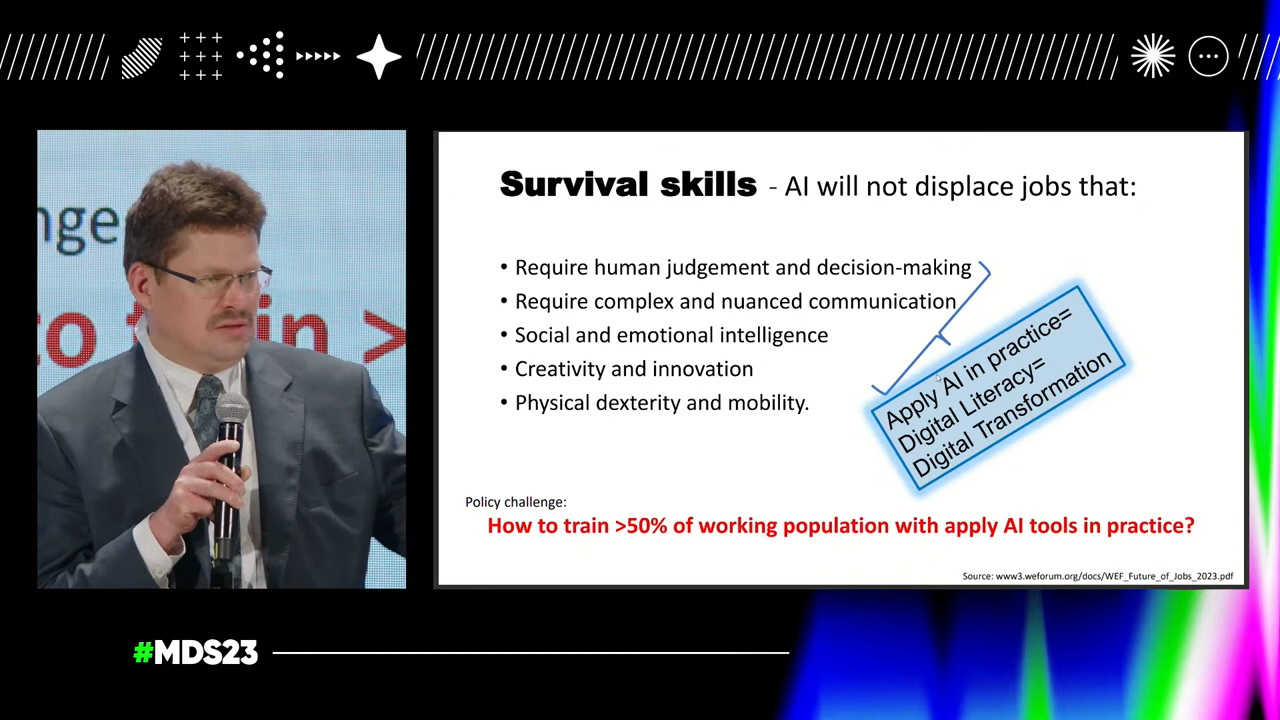 nge
to train >
Survival skills - AI will not displace jobs that:
• Require human judgement and decision-making
• Require complex and nuanced communication
• Social and emotional intelligence
• Creativity and innovation
• Physical dexterity and mobility.
Apply AI in practice=
Digital Literacy=
Digital Transformation
Policy challenge:
How to train >50% of working population with apply AI tools in practice?
Source: www3.weforum.org/docs/WEF_Future_of_Jobs_2023.pdf
#MDS23